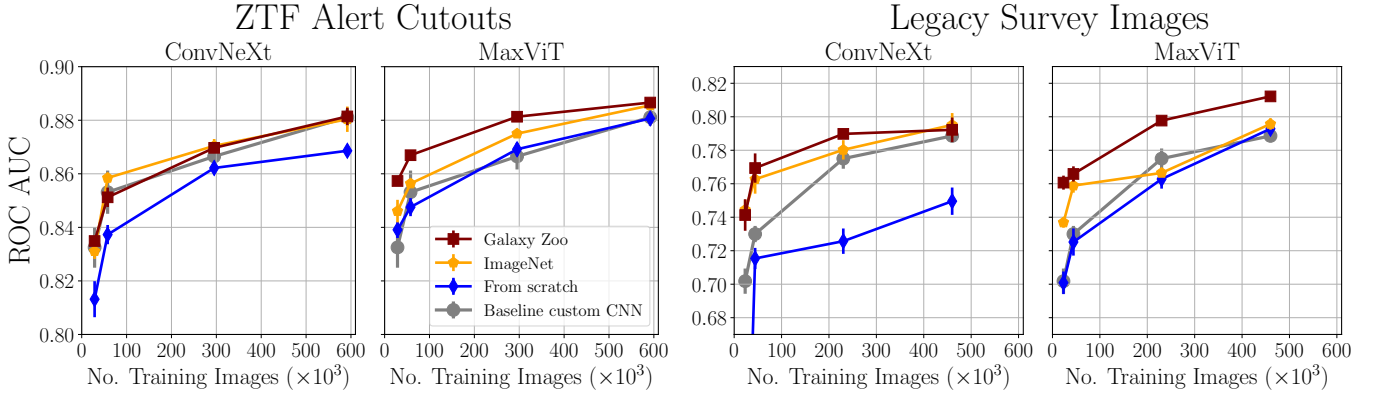 ZTF Alert Cutouts
Legacy Survey Images
ConvNeXt
MaxViT
ConvNeXt
MaxViT
ROC AUC
0.90
0.88
0.86
0.84
0.82
0.80
0.82
0.80
0.78
0.76
0.74
0.72
0.70
0.68
Galaxy Zoo
ImageNet
From scratch
Baseline custom CNN
0 100 200 300 400 500 600
0 100 200 300 400 500 600
0 100 200 300 400 500 600
0 100 200 300 400 500 600
No. Training Images (×10³)
No. Training Images (×10³)
No. Training Images (×10³)
No. Training Images (×10³)